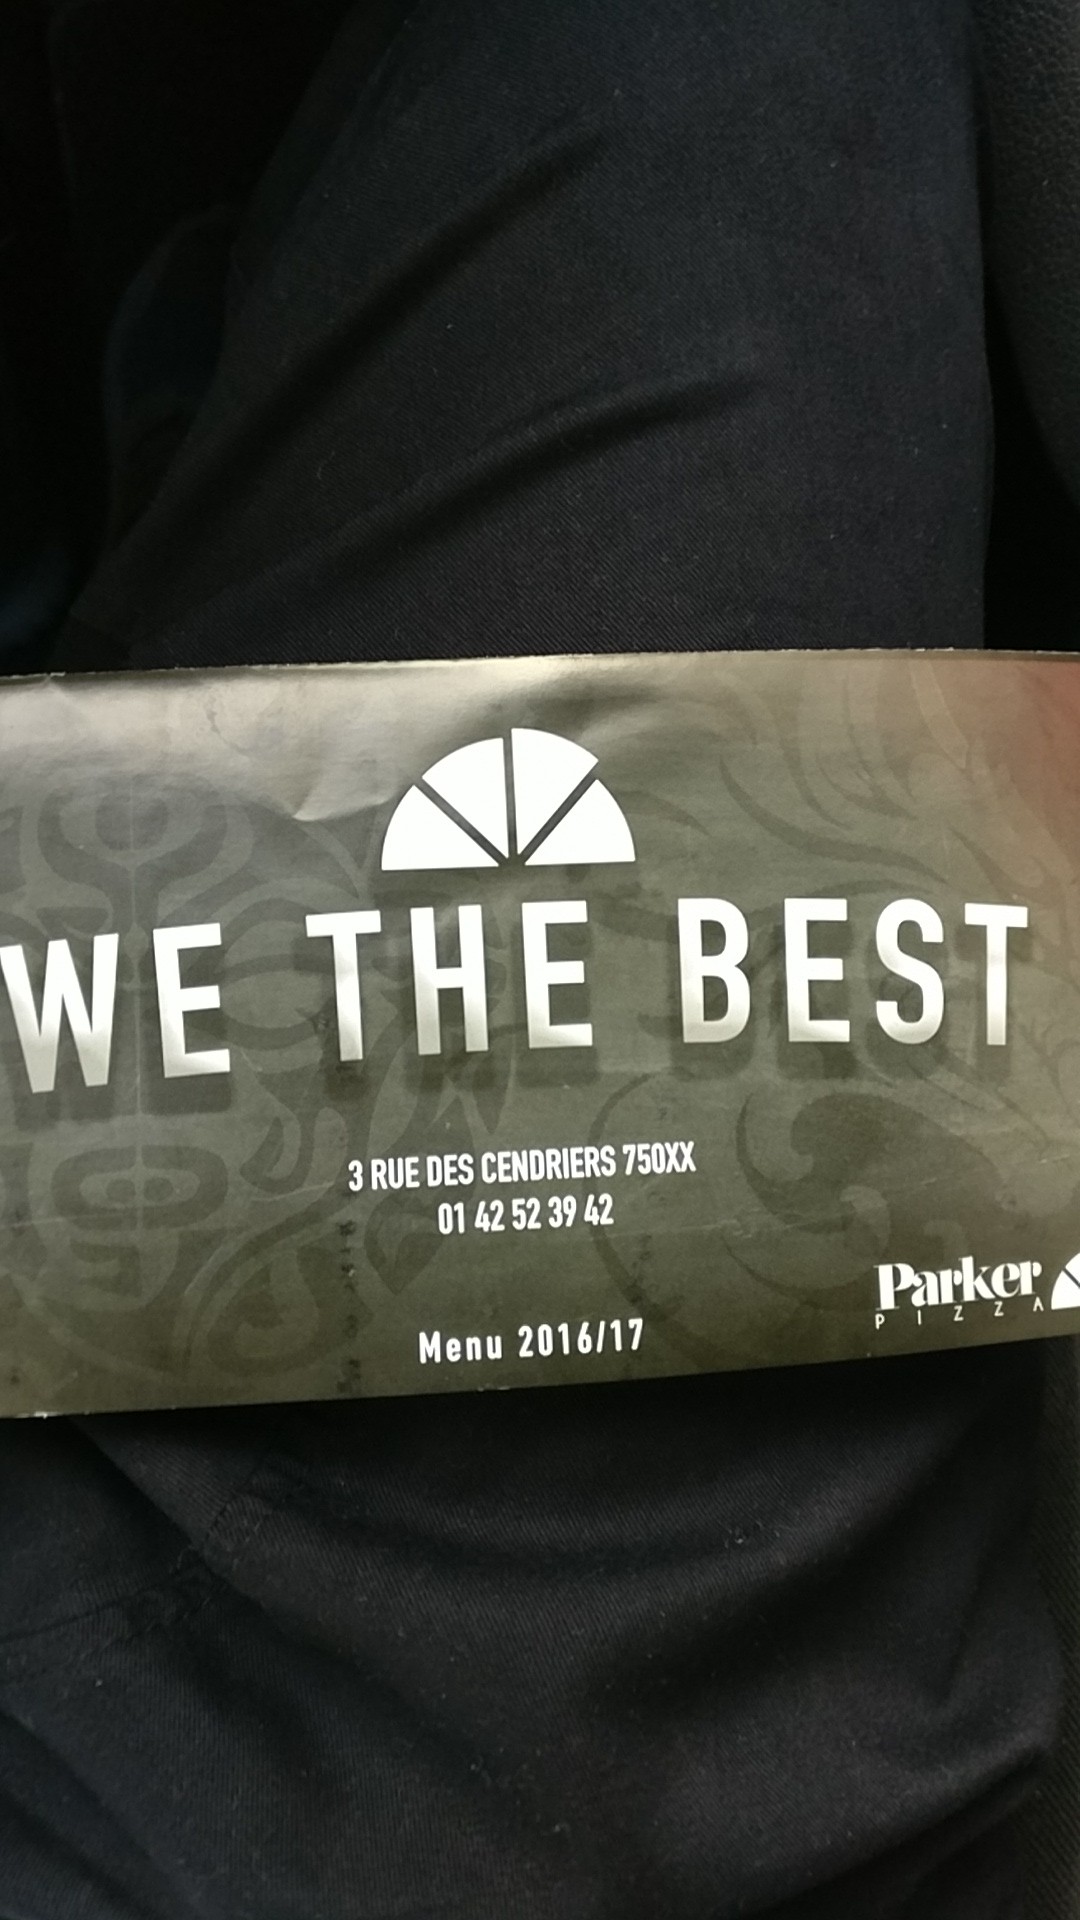 WE THE BEST
3 RUE DES CENDRIERS 750XX
01 42 52 39 42
Menu 2016/17
Parker
PIZZA